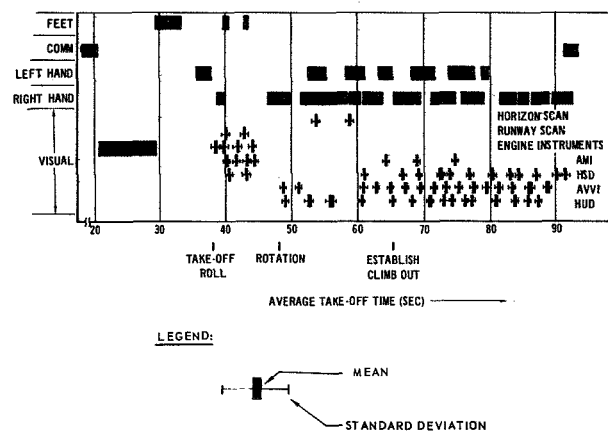 FEET
COMM
LEFT HAND
RIGHT HAND
HORIZON SCAN
RUNWAY SCAN
VISUAL
ENGINE INSTRUMENTS
AMI
HSD
AVVI
HUD
20 30 40 50 60 70 80 90
TAKE-OFF ROLL
ROTATION
ESTABLISH CLIMB OUT
AVERAGE TAKE-OFF TIME (SEC)
LEGEND:
MEAN
STANDARD DEVIATION